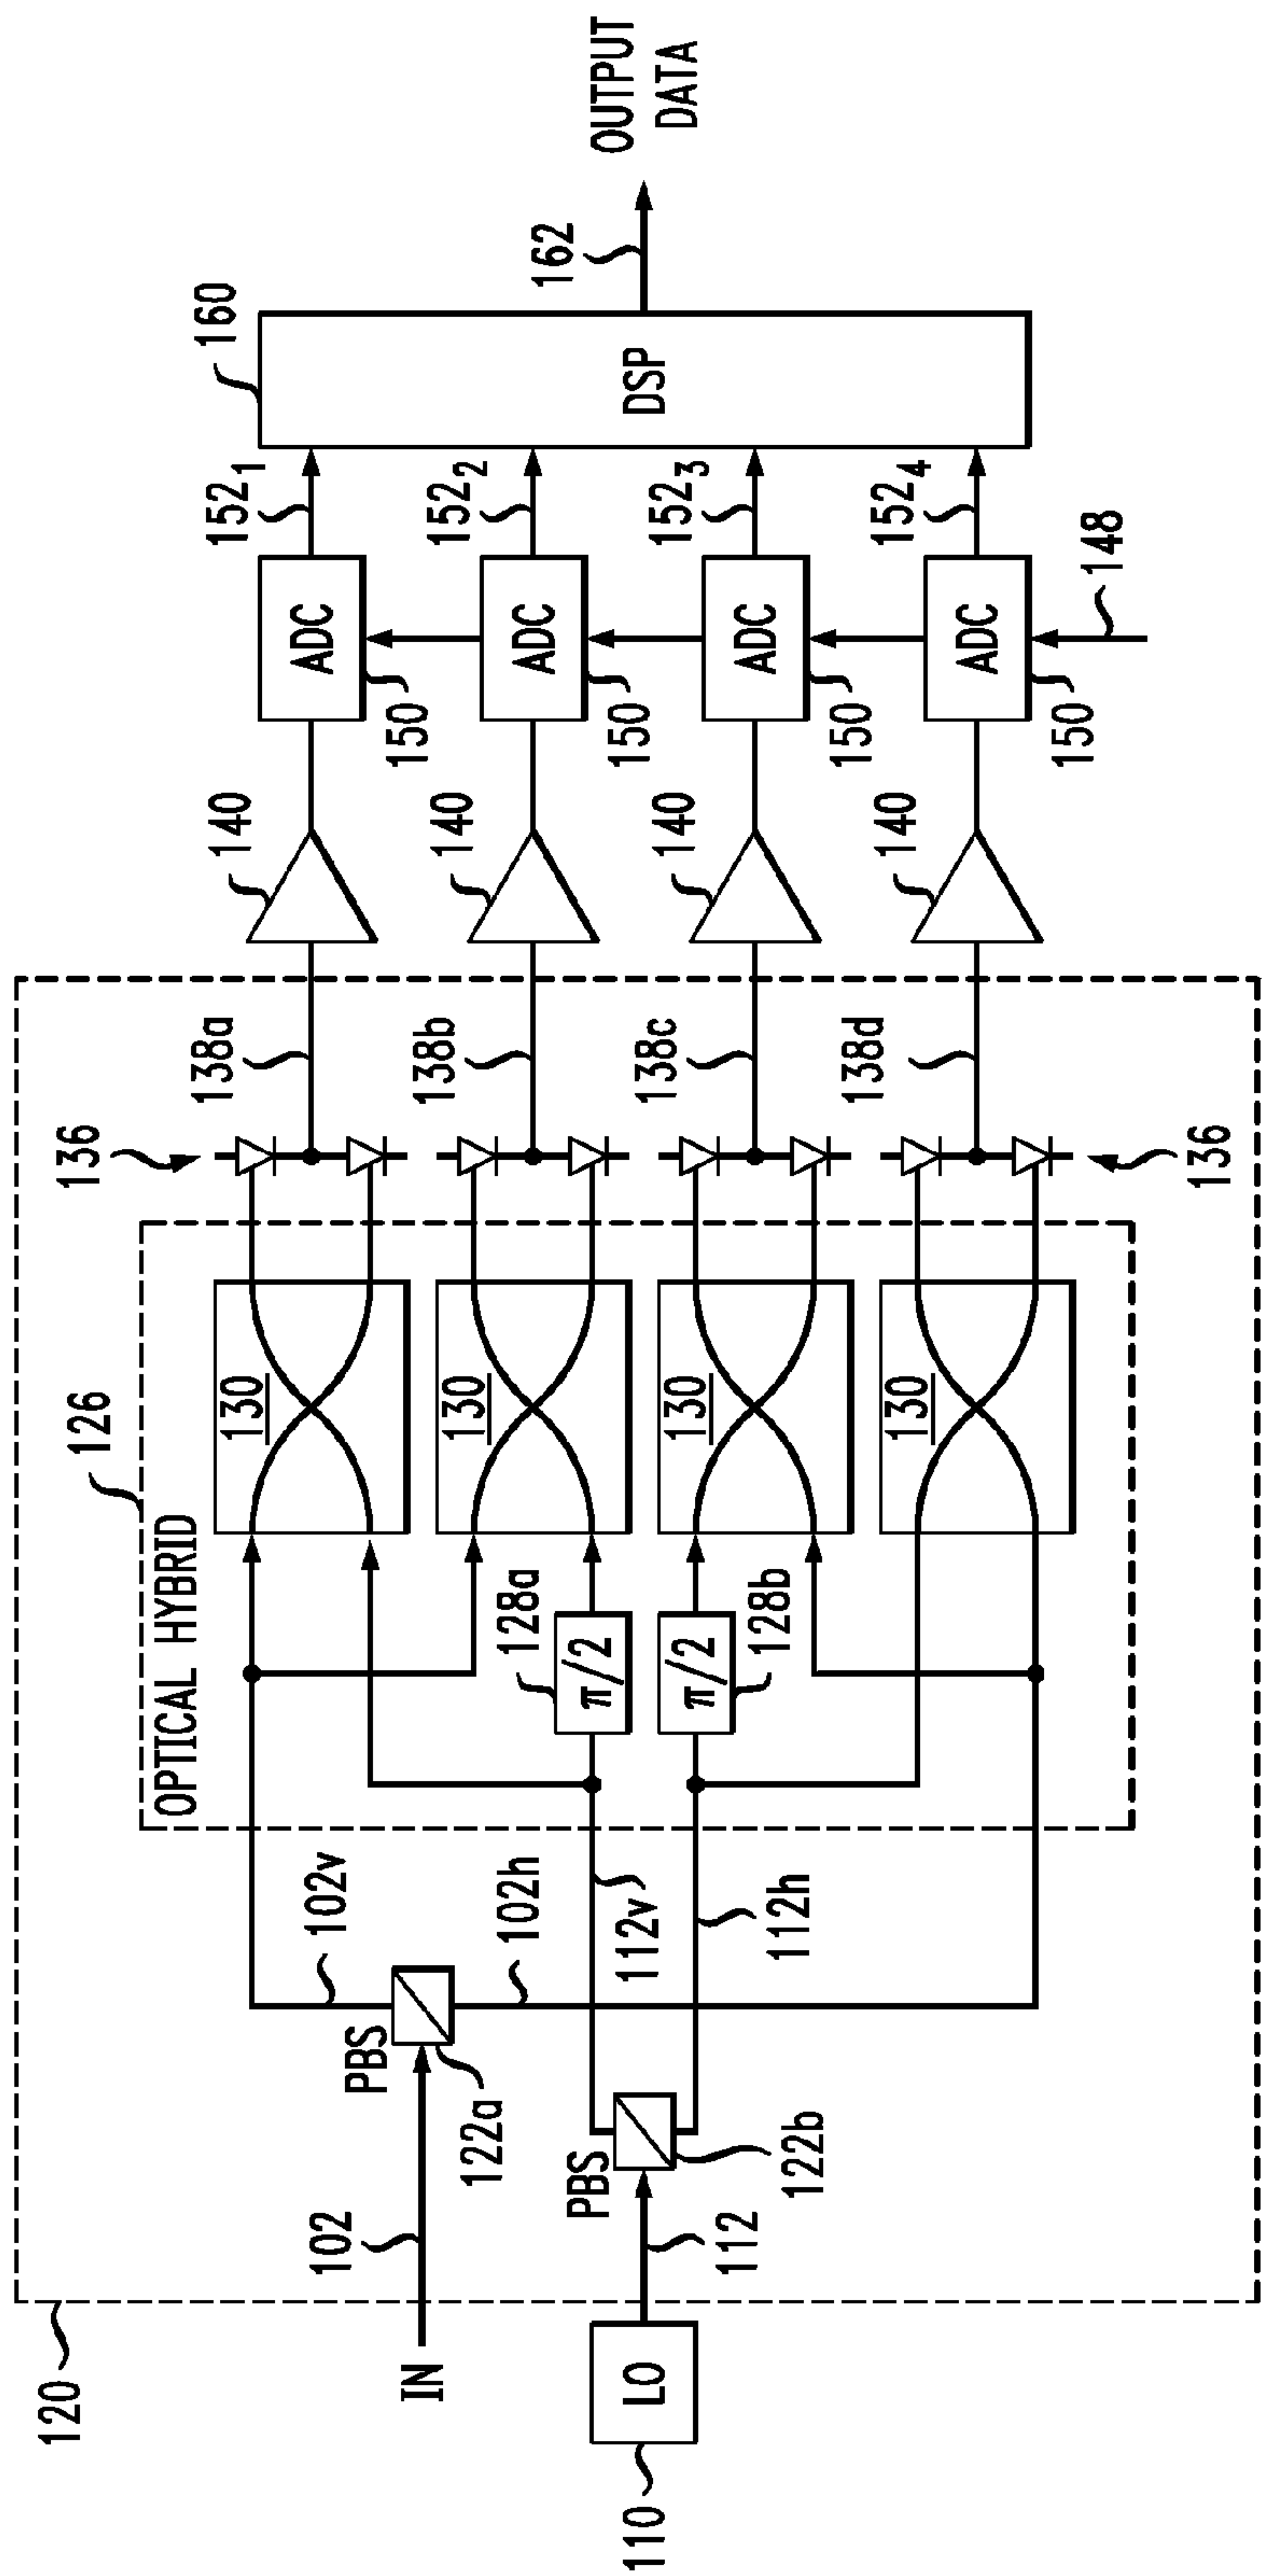 120
126
136
138a
140
150
152₁
160
162
OUTPUT
DATA
OPTICAL HYBRID
130
130
130
130
138b
138c
138d
136
140
140
140
ADC
ADC
ADC
ADC
150
150
150
152₂
152₃
152₄
148
DSP
π/2
128a
π/2
128b
102v
102h
112v
112h
PBS
122a
PBS
122b
102
IN
112
LO
110